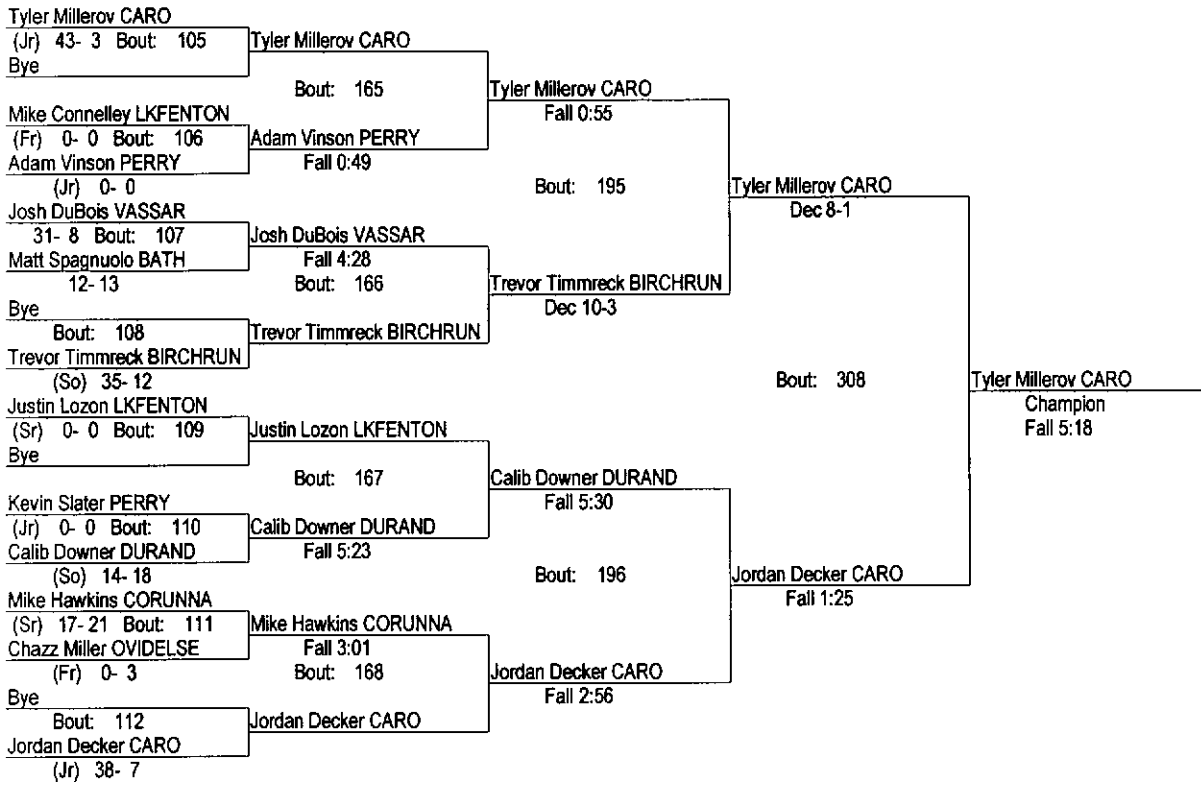 Tyler Millerov CARO
(Jr) 43- 3 Bout: 105
Bye
Mike Connelley LKFENTON
(Fr) 0- 0 Bout: 106
Adam Vinson PERRY
(Jr) 0- 0
Josh DuBois VASSAR
31- 8 Bout: 107
Matt Spagnuolo BATH
12- 13
Bye
Bout: 108
Trevor Timmreck BIRCHRUN
(So) 35- 12
Justin Lozon LKFENTON
(Sr) 0- 0 Bout: 109
Bye
Kevin Slater PERRY
(Jr) 0- 0 Bout: 110
Calib Downer DURAND
(So) 14- 18
Mike Hawkins CORUNNA
(Sr) 17- 21 Bout: 111
Chazz Miller OVIDELSE
(Fr) 0- 3
Bye
Bout: 112
Jordan Decker CARO
(Jr) 38- 7
Tyler Millerov CARO
Bout: 165
Adam Vinson PERRY
Fall 0:49
Josh DuBois VASSAR
Fall 4:28
Bout: 166
Trevor Timmreck BIRCHRUN
Justin Lozon LKFENTON
Bout: 167
Calib Downer DURAND
Fall 5:23
Mike Hawkins CORUNNA
Fall 3:01
Bout: 168
Jordan Decker CARO
Tyler Millerov CARO
Fall 0:55
Bout: 195
Trevor Timmreck BIRCHRUN
Dec 10-3
Calib Downer DURAND
Fall 5:30
Bout: 196
Jordan Decker CARO
Fall 2:56
Tyler Millerov CARO
Dec 8-1
Bout: 308
Jordan Decker CARO
Fall 1:25
Tyler Millerov CARO
Champion
Fall 5:18